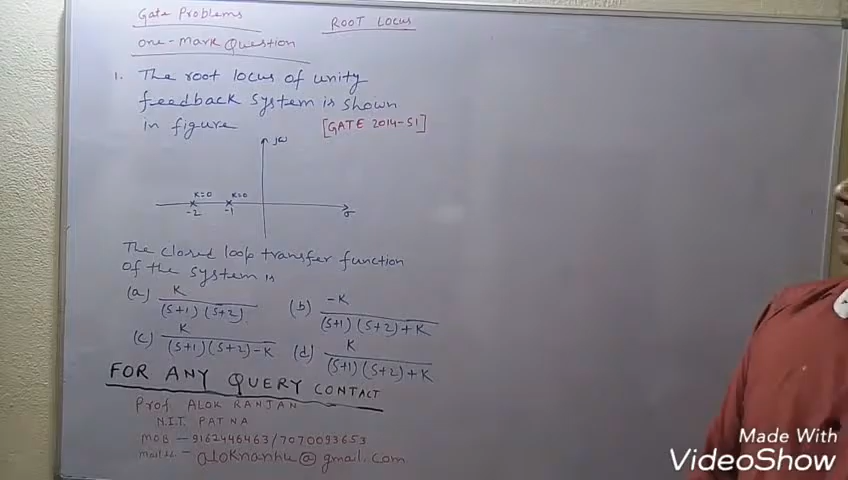 Gate Problems
ROOT LOCUS
One-Mark Question
1. The root locus of unity
feedback system is shown
in figure [GATE 2014-S1]
jω
K=0 K=0
-2 -1 σ
The closed loop transfer function
of the system is
(a) K / (S+1)(S+2) (b) -K / (S+1)(S+2)+K
(c) K / (S+1)(S+2)-K (d) K / (S+1)(S+2)+K
FOR ANY QUERY CONTACT
Prof. ALOK RANJAN
N.I.T. PATNA
MOB - 9162446463/7070093653
- aloknanhu@gmail.com
Made With
VideoShow